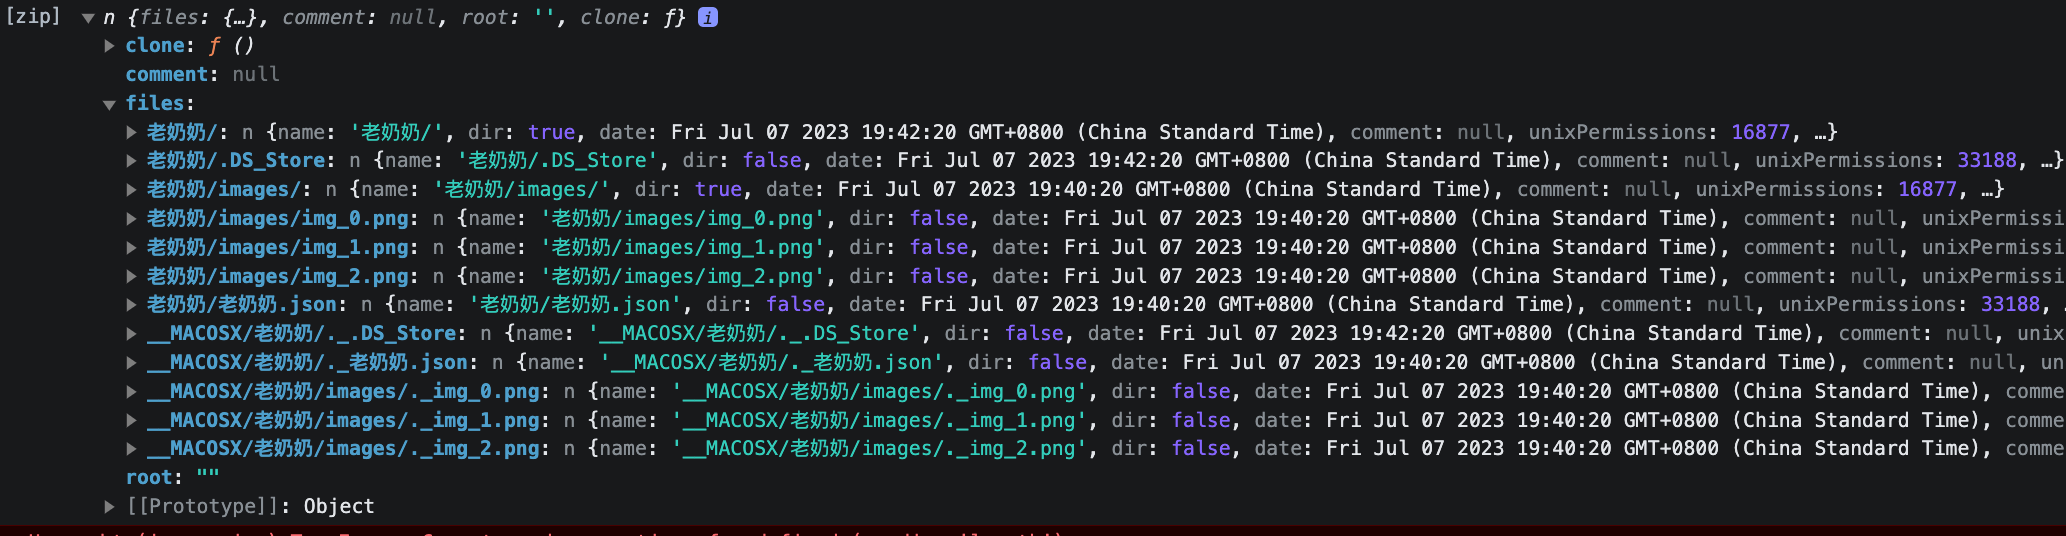 [zip] ▼ n {files: {…}, comment: null, root: '', clone: ƒ} i
▶ clone: ƒ ()
comment: null
▼ files:
▶ 老奶奶/: n {name: '老奶奶/', dir: true, date: Fri Jul 07 2023 19:42:20 GMT+0800 (China Standard Time), comment: null, unixPermissions: 16877, …}
▶ 老奶奶/.DS_Store: n {name: '老奶奶/.DS_Store', dir: false, date: Fri Jul 07 2023 19:42:20 GMT+0800 (China Standard Time), comment: null, unixPermissions: 33188, …}
▶ 老奶奶/images/: n {name: '老奶奶/images/', dir: true, date: Fri Jul 07 2023 19:40:20 GMT+0800 (China Standard Time), comment: null, unixPermissions: 16877, …}
▶ 老奶奶/images/img_0.png: n {name: '老奶奶/images/img_0.png', dir: false, date: Fri Jul 07 2023 19:40:20 GMT+0800 (China Standard Time), comment: null, unixPermissi
▶ 老奶奶/images/img_1.png: n {name: '老奶奶/images/img_1.png', dir: false, date: Fri Jul 07 2023 19:40:20 GMT+0800 (China Standard Time), comment: null, unixPermissi
▶ 老奶奶/images/img_2.png: n {name: '老奶奶/images/img_2.png', dir: false, date: Fri Jul 07 2023 19:40:20 GMT+0800 (China Standard Time), comment: null, unixPermissi
▶ 老奶奶/老奶奶.json: n {name: '老奶奶/老奶奶.json', dir: false, date: Fri Jul 07 2023 19:40:20 GMT+0800 (China Standard Time), comment: null, unixPermissions: 33188, .
▶ __MACOSX/老奶奶/._.DS_Store: n {name: '__MACOSX/老奶奶/._.DS_Store', dir: false, date: Fri Jul 07 2023 19:42:20 GMT+0800 (China Standard Time), comment: null, unix
▶ __MACOSX/老奶奶/._老奶奶.json: n {name: '__MACOSX/老奶奶/._老奶奶.json', dir: false, date: Fri Jul 07 2023 19:40:20 GMT+0800 (China Standard Time), comment: null, un
▶ __MACOSX/老奶奶/images/._img_0.png: n {name: '__MACOSX/老奶奶/images/._img_0.png', dir: false, date: Fri Jul 07 2023 19:40:20 GMT+0800 (China Standard Time), comme
▶ __MACOSX/老奶奶/images/._img_1.png: n {name: '__MACOSX/老奶奶/images/._img_1.png', dir: false, date: Fri Jul 07 2023 19:40:20 GMT+0800 (China Standard Time), comme
▶ __MACOSX/老奶奶/images/._img_2.png: n {name: '__MACOSX/老奶奶/images/._img_2.png', dir: false, date: Fri Jul 07 2023 19:40:20 GMT+0800 (China Standard Time), comme
root: ""
▶ [[Prototype]]: Object